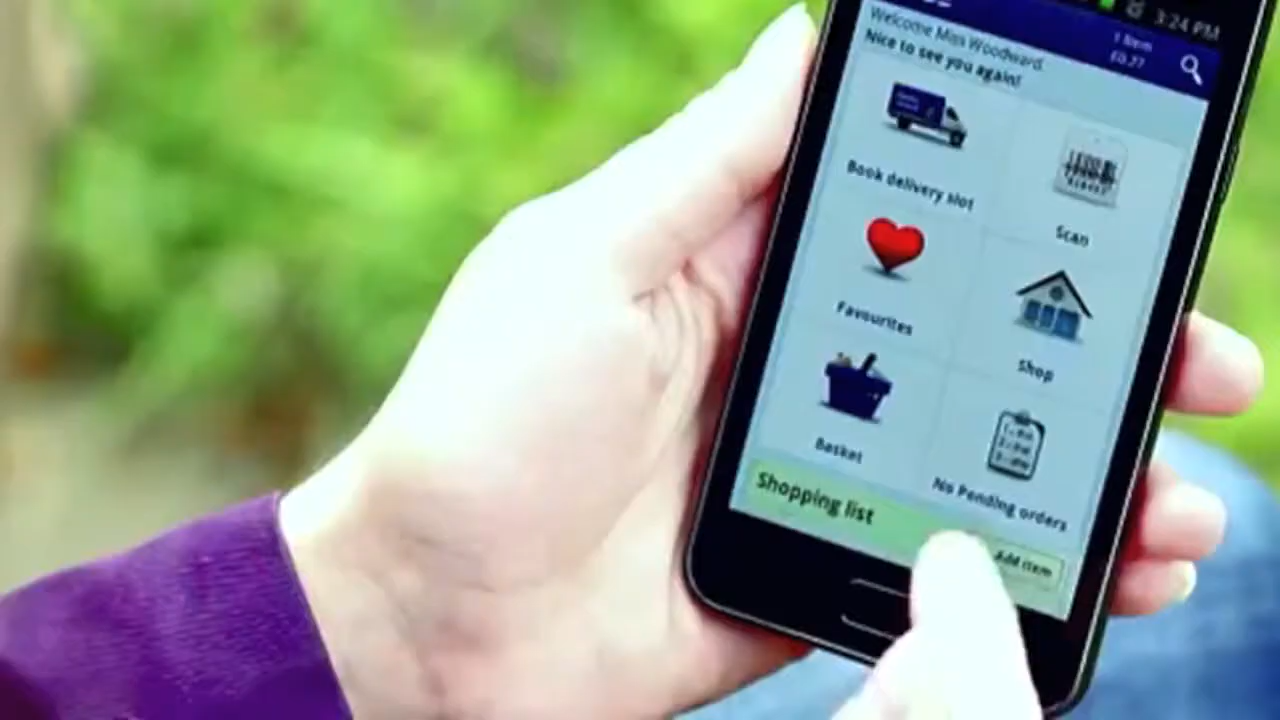 3:24 PM
Welcome Miss Woodward.
Nice to see you again!
1 item
£0.77
Book delivery slot
Scan
Favourites
Shop
Basket
No Pending orders
Shopping list
Add item